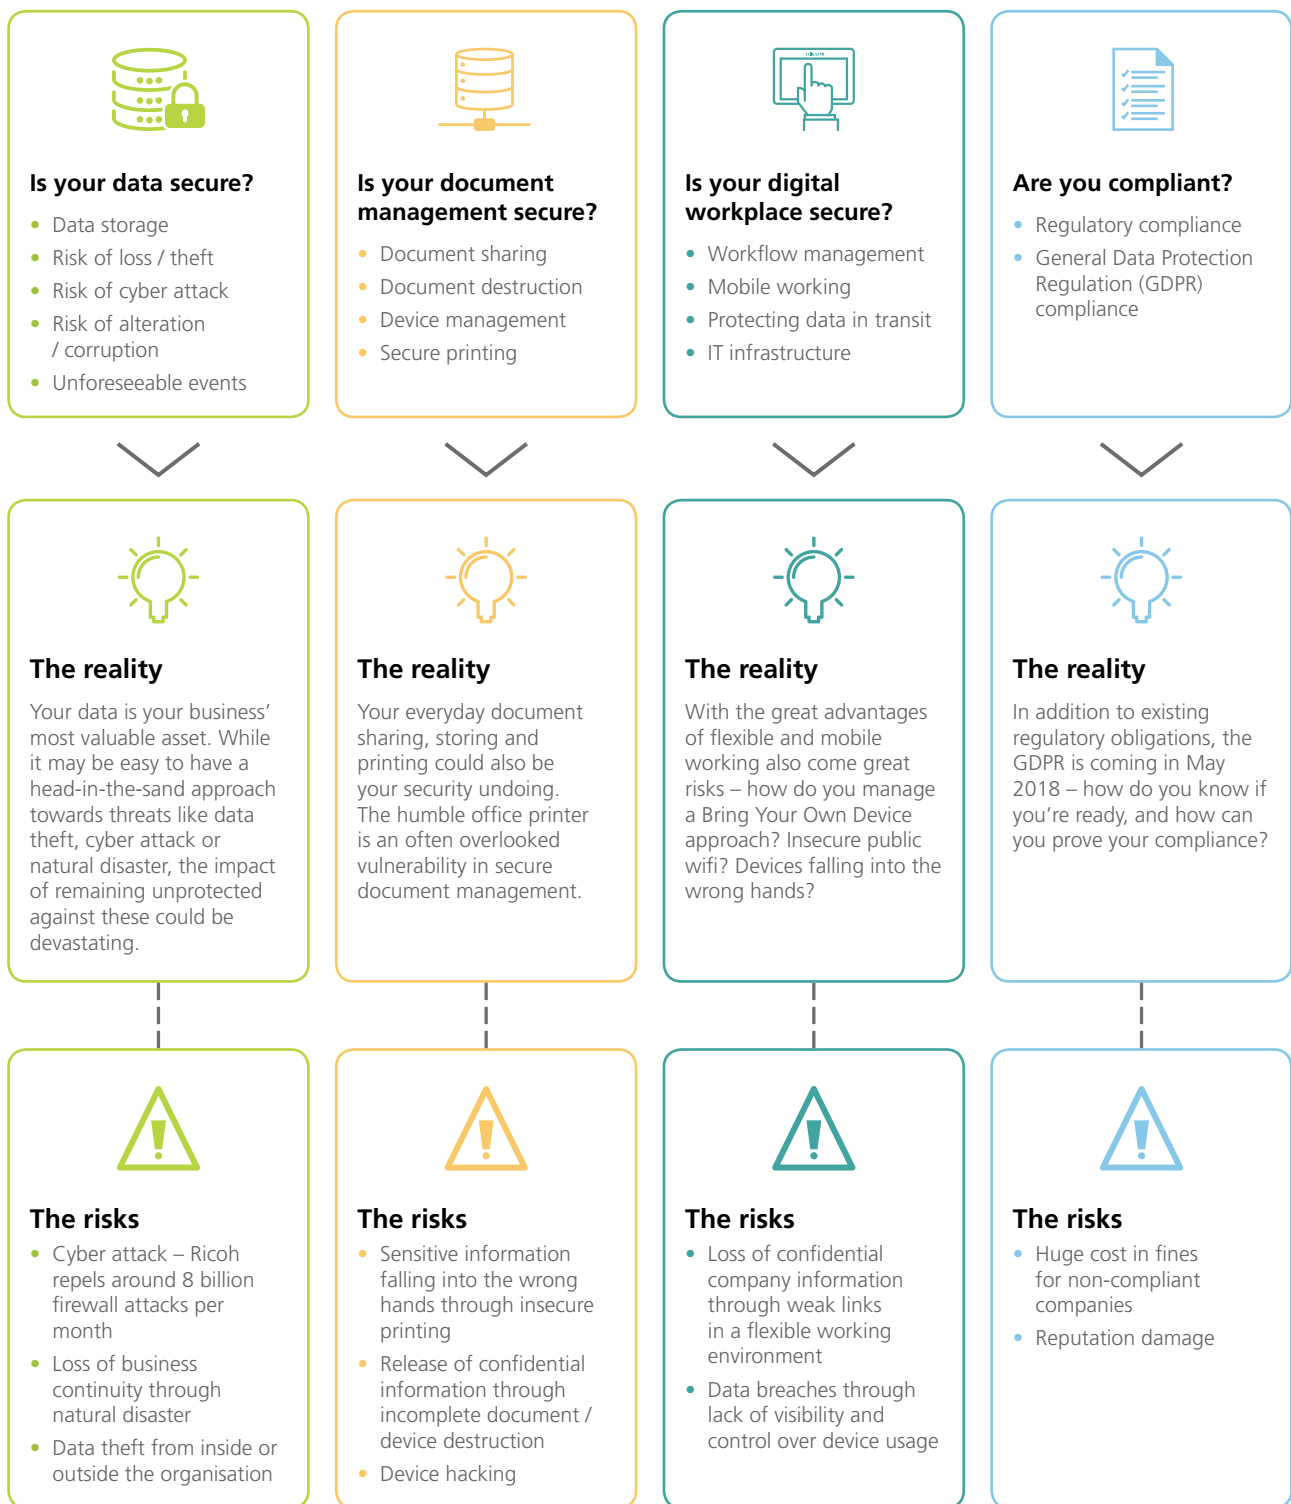 Is your data secure?
• Data storage
• Risk of loss / theft
• Risk of cyber attack
• Risk of alteration
/ corruption
• Unforeseeable events
Is your document
management secure?
• Document sharing
• Document destruction
• Device management
• Secure printing
Is your digital
workplace secure?
• Workflow management
• Mobile working
• Protecting data in transit
• IT infrastructure
Are you compliant?
• Regulatory compliance
• General Data Protection
Regulation (GDPR)
compliance
The reality
Your data is your business’
most valuable asset. While
it may be easy to have a
head-in-the-sand approach
towards threats like data
theft, cyber attack or
natural disaster, the impact
of remaining unprotected
against these could be
devastating.
The reality
Your everyday document
sharing, storing and
printing could also be
your security undoing.
The humble office printer
is an often overlooked
vulnerability in secure
document management.
The reality
With the great advantages
of flexible and mobile
working also come great
risks – how do you manage
a Bring Your Own Device
approach? Insecure public
wifi? Devices falling into the
wrong hands?
The reality
In addition to existing
regulatory obligations, the
GDPR is coming in May
2018 – how do you know if
you’re ready, and how can
you prove your compliance?
The risks
• Cyber attack – Ricoh
repels around 8 billion
firewall attacks per
month
• Loss of business
continuity through
natural disaster
• Data theft from inside or
outside the organisation
The risks
• Sensitive information
falling into the wrong
hands through insecure
printing
• Release of confidential
information through
incomplete document /
device destruction
• Device hacking
The risks
• Loss of confidential
company information
through weak links
in a flexible working
environment
• Data breaches through
lack of visibility and
control over device usage
The risks
• Huge cost in fines
for non-compliant
companies
• Reputation damage